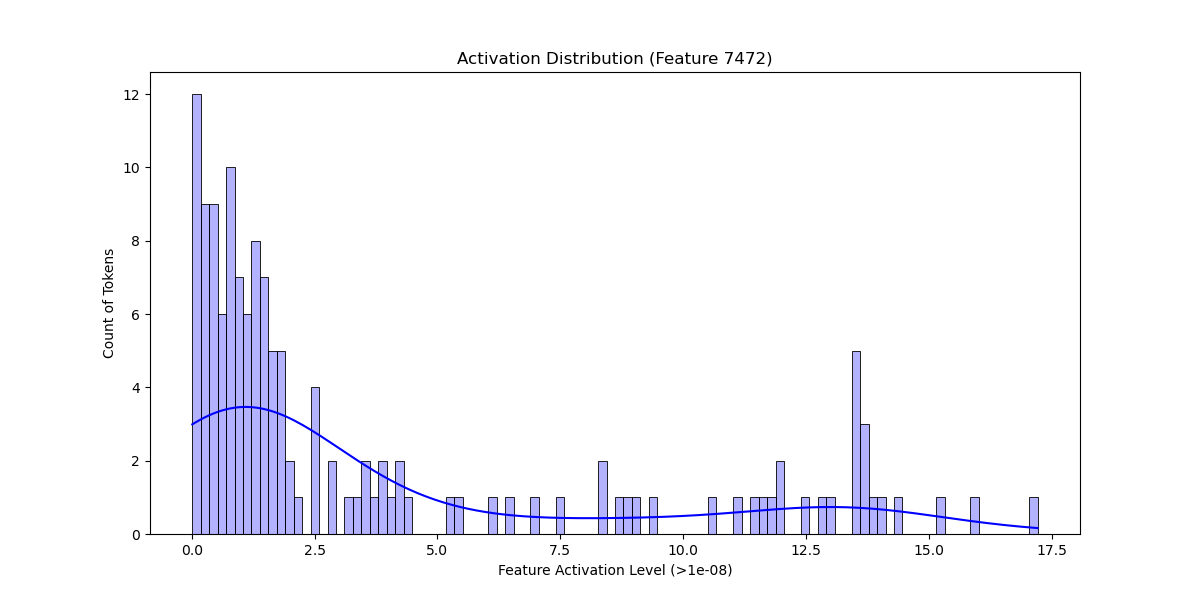 Activation Distribution (Feature 7472)
12
10
8
6
4
2
0
Count of Tokens
0.0 2.5 5.0 7.5 10.0 12.5 15.0 17.5
Feature Activation Level (>1e-08)